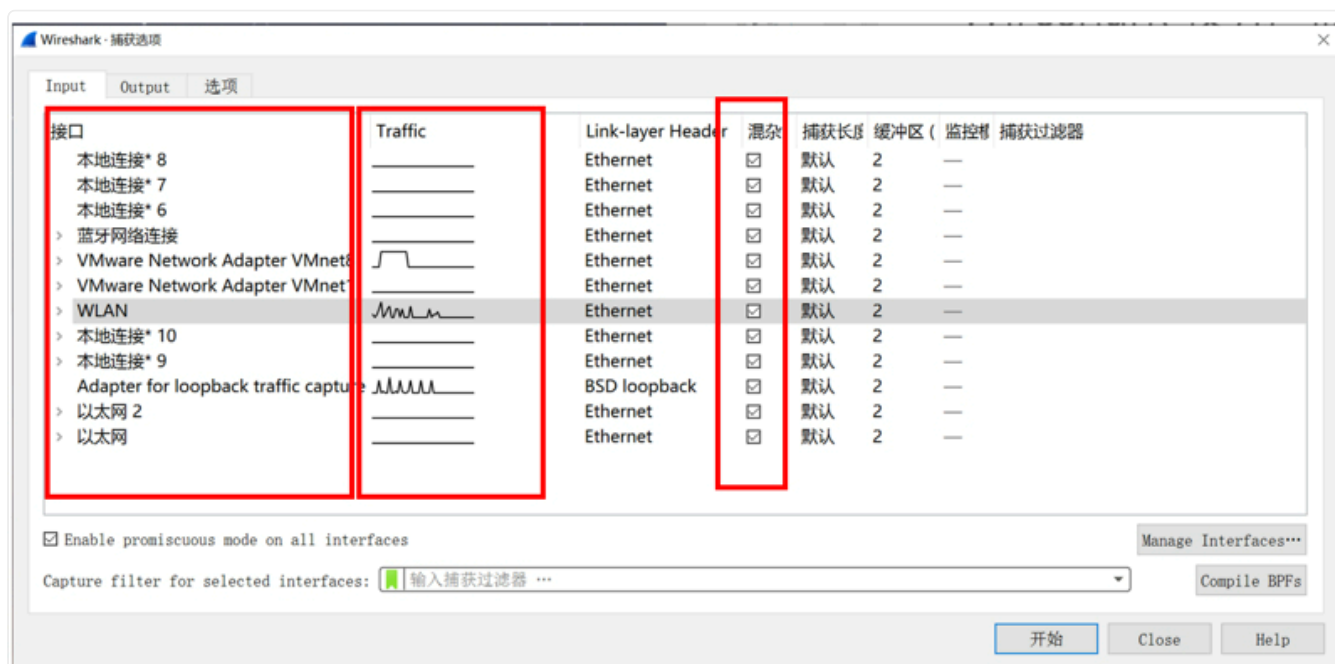 Wireshark · 捕获选项
Input Output 选项
接口 Traffic Link-layer Header 混杂 捕获长度 缓冲区 ( 监控模 捕获过滤器
本地连接* 8 Ethernet 默认 2 —
本地连接* 7 Ethernet 默认 2 —
本地连接* 6 Ethernet 默认 2 —
蓝牙网络连接 Ethernet 默认 2 —
VMware Network Adapter VMnet8 Ethernet 默认 2 —
VMware Network Adapter VMnet1 Ethernet 默认 2 —
WLAN Ethernet 默认 2 —
本地连接* 10 Ethernet 默认 2 —
本地连接* 9 Ethernet 默认 2 —
Adapter for loopback traffic capture BSD loopback 默认 2 —
以太网 2 Ethernet 默认 2 —
以太网 Ethernet 默认 2 —
Enable promiscuous mode on all interfaces
Manage Interfaces…
Capture filter for selected interfaces: 输入捕获过滤器 …
Compile BPFs
开始 Close Help